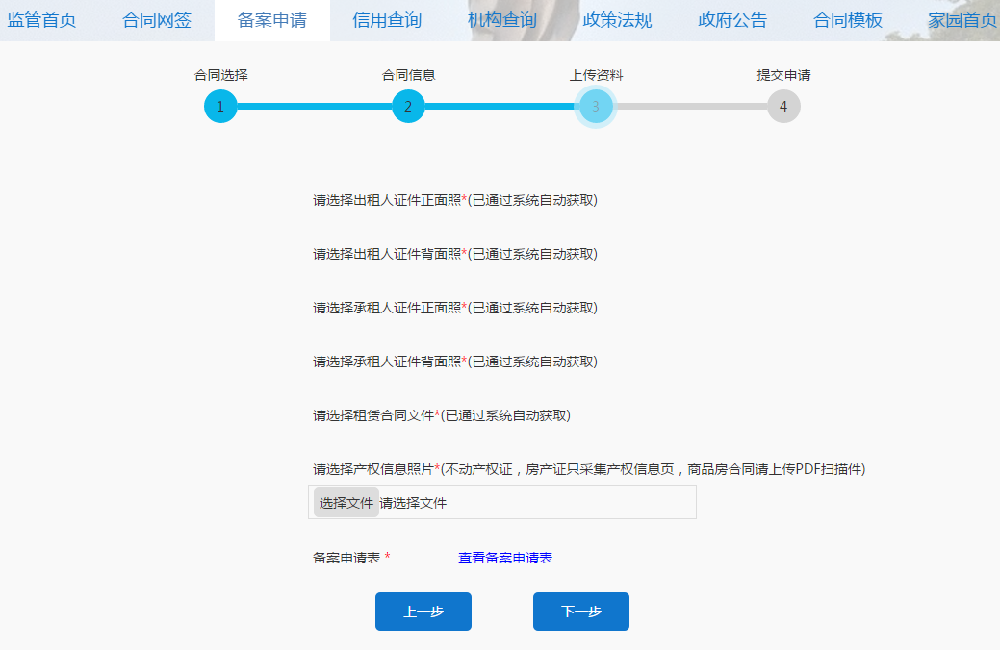 监管首页 合同网签 备案申请 信用查询 机构查询 政策法规 政府公告 合同模板 家园首页
合同选择 合同信息 上传资料 提交申请
1 2 3 4
请选择出租人证件正面照*(已通过系统自动获取)
请选择出租人证件背面照*(已通过系统自动获取)
请选择承租人证件正面照*(已通过系统自动获取)
请选择承租人证件背面照*(已通过系统自动获取)
请选择租赁合同文件*(已通过系统自动获取)
请选择产权信息照片*(不动产权证，房产证只采集产权信息页，商品房合同请上传PDF扫描件)
选择文件 请选择文件
备案申请表 * 查看备案申请表
上一步 下一步